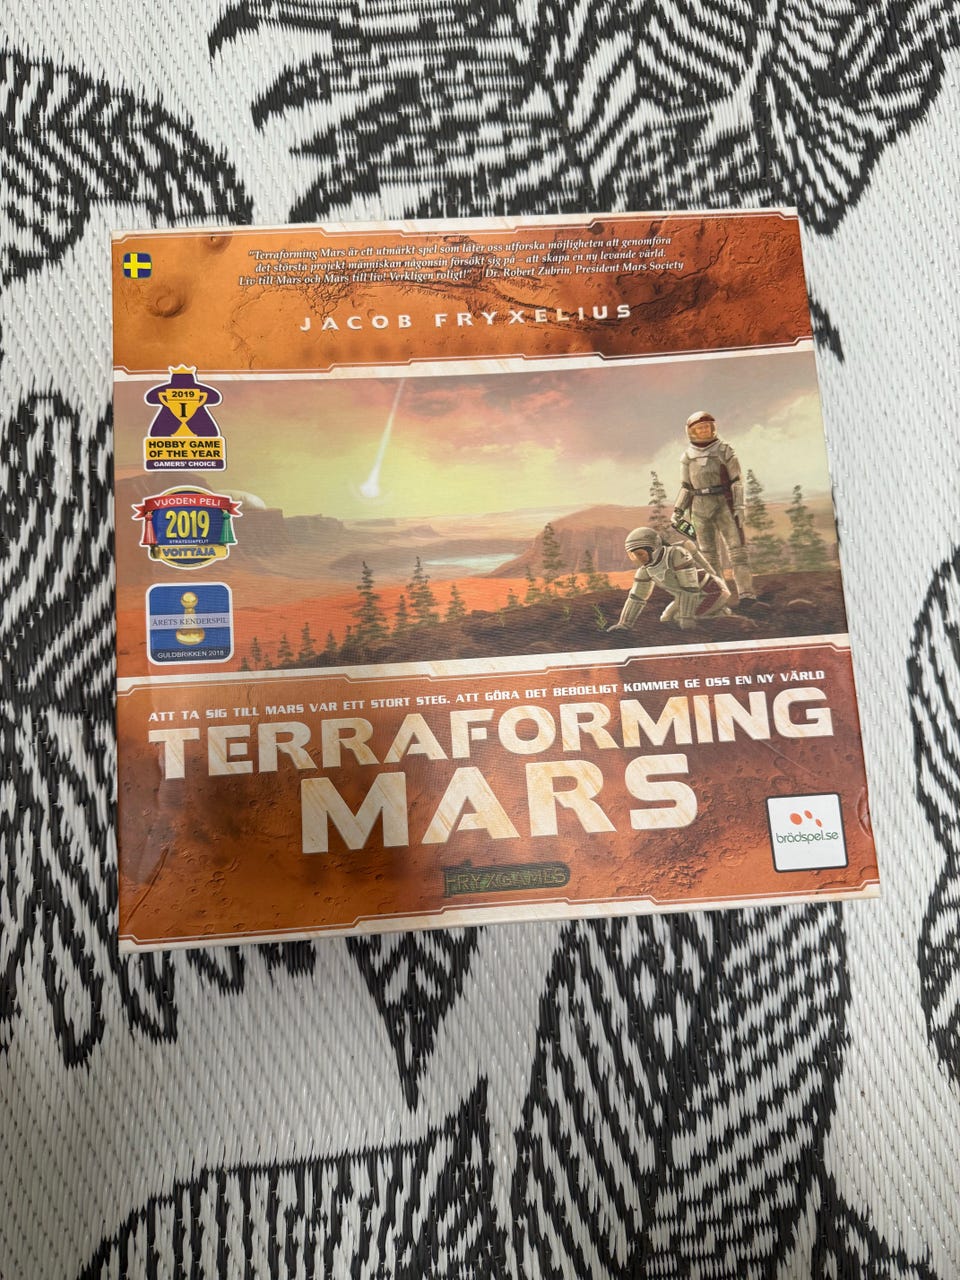 "Terraforming Mars är ett utmärkt spel som låter oss utforska möjligheten att genomföra
det största projekt människan någonsin försökt sig på – att skapa en ny levande värld.
Liv till Mars och Mars till liv! Verkligen roligt!" Dr. Robert Zubrin, President Mars Society
JACOB FRYXELIUS
2019
I
HOBBY GAME
OF THE YEAR
GAMERS' CHOICE
VUODEN PELI
2019
STRATEGIAPELIT
VOITTAJA
ÅRETS KENDERSPIL
GULDBRIKKEN 2018
ATT TA SIG TILL MARS VAR ETT STORT STEG. ATT GÖRA DET BEBOELIGT KOMMER GE OSS EN NY VÄRLD
TERRAFORMING
MARS
brädspel.se
FRYXGAMES